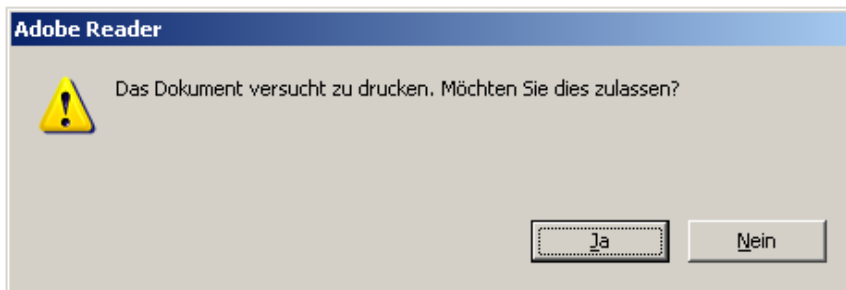 Adobe Reader
Das Dokument versucht zu drucken. Möchten Sie dies zulassen?
Ja
Nein